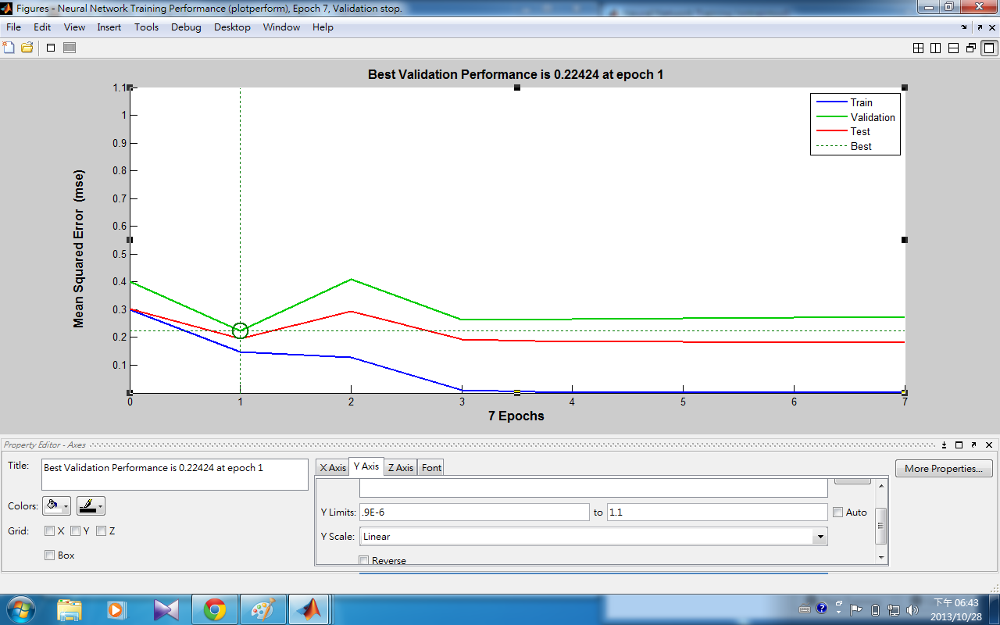 Figures - Neural Network Training Performance (plotperform), Epoch 7, Validation stop.
File Edit View Insert Tools Debug Desktop Window Help
Best Validation Performance is 0.22424 at epoch 1
1.1
1
0.9
0.8
0.7
0.6
0.5
0.4
0.3
0.2
0.1
Mean Squared Error (mse)
Train
Validation
Test
Best
0 1 2 3 4 5 6 7
7 Epochs
Property Editor - Axes
Title:
Best Validation Performance is 0.22424 at epoch 1
Colors:
Grid: X Y Z
Box
X Axis Y Axis Z Axis Font
Y Limits: .9E-6 to 1.1 Auto
Y Scale: Linear
Reverse
More Properties...
下午 06:43
2013/10/28